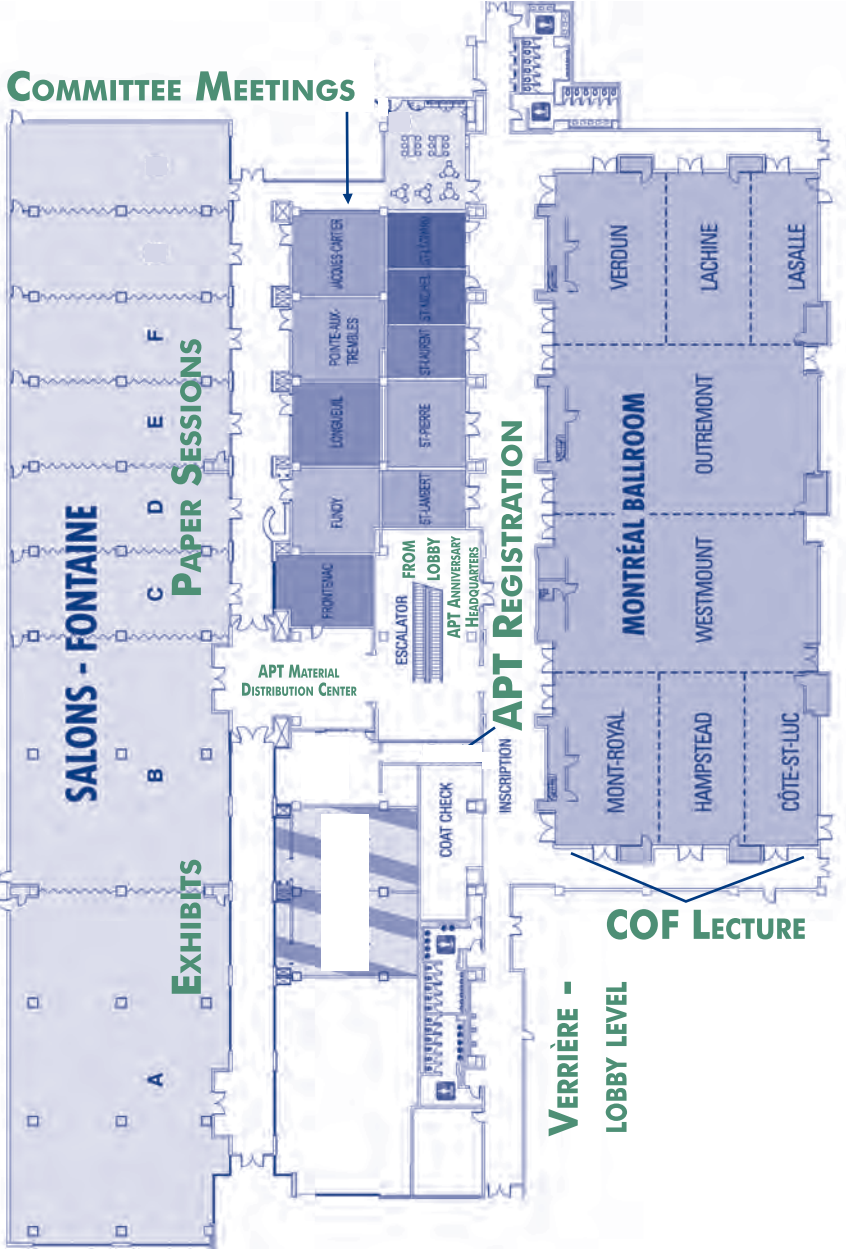 COMMITTEE MEETINGS
JACQUES-CARTIER
POINTE-AUX-
TREMBLES
LONGUEUIL
FUNDY
FRONTENAC
ST-MICHEL
ST-LAURENT
ST-PIERRE
ST-LAMBERT
SALONS - FONTAINE
F
E
D
C
B
A
PAPER SESSIONS
EXHIBITS
ESCALATOR
FROM
LOBBY
APT ANNIVERSARY
HEADQUARTERS
APT MATERIAL
DISTRIBUTION CENTER
APT REGISTRATION
INSCRIPTION
COAT CHECK
MONTRÉAL BALLROOM
VERDUN
LACHINE
LASALLE
OUTREMONT
WESTMOUNT
MONT-ROYAL
HAMPSTEAD
CÔTE-ST-LUC
COF LECTURE
VERRIÈRE -
LOBBY LEVEL